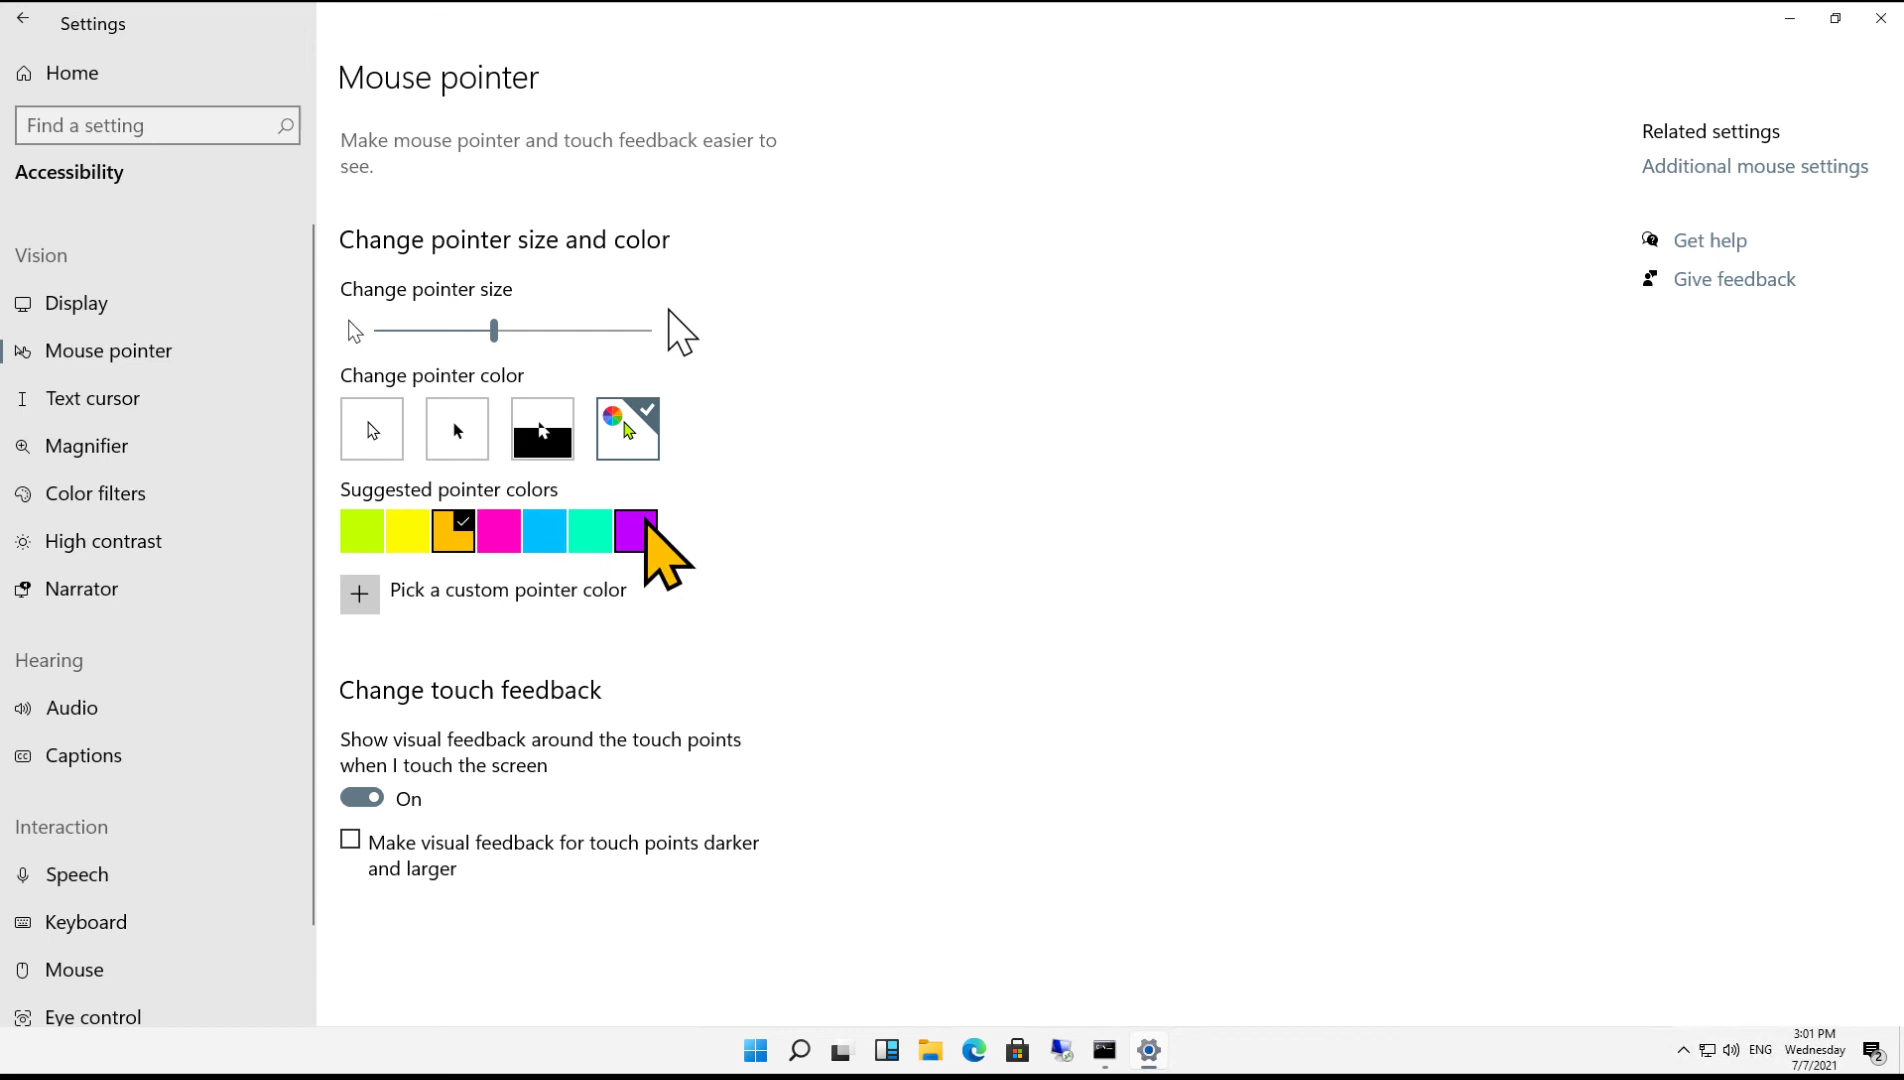 Settings
Home
Find a setting
Accessibility
Vision
Display
Mouse pointer
Text cursor
Magnifier
Color filters
High contrast
Narrator
Hearing
Audio
Captions
Interaction
Speech
Keyboard
Mouse
Eye control
Mouse pointer
Make mouse pointer and touch feedback easier to
see.
Change pointer size and color
Change pointer size
Change pointer color
Suggested pointer colors
Pick a custom pointer color
Change touch feedback
Show visual feedback around the touch points
when I touch the screen
On
Make visual feedback for touch points darker
and larger
Related settings
Additional mouse settings
Get help
Give feedback
ENG
3:01 PM
Wednesday
7/7/2021
2